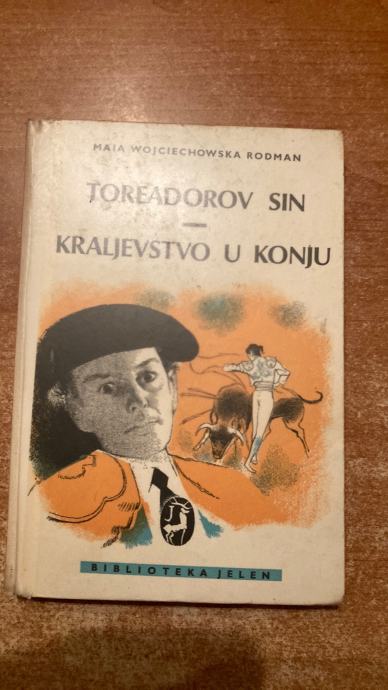 MAIA WOJCIECHOWSKA RODMAN
TOREADOROV SIN
—
KRALJEVSTVO U KONJU
BIBLIOTEKA JELEN